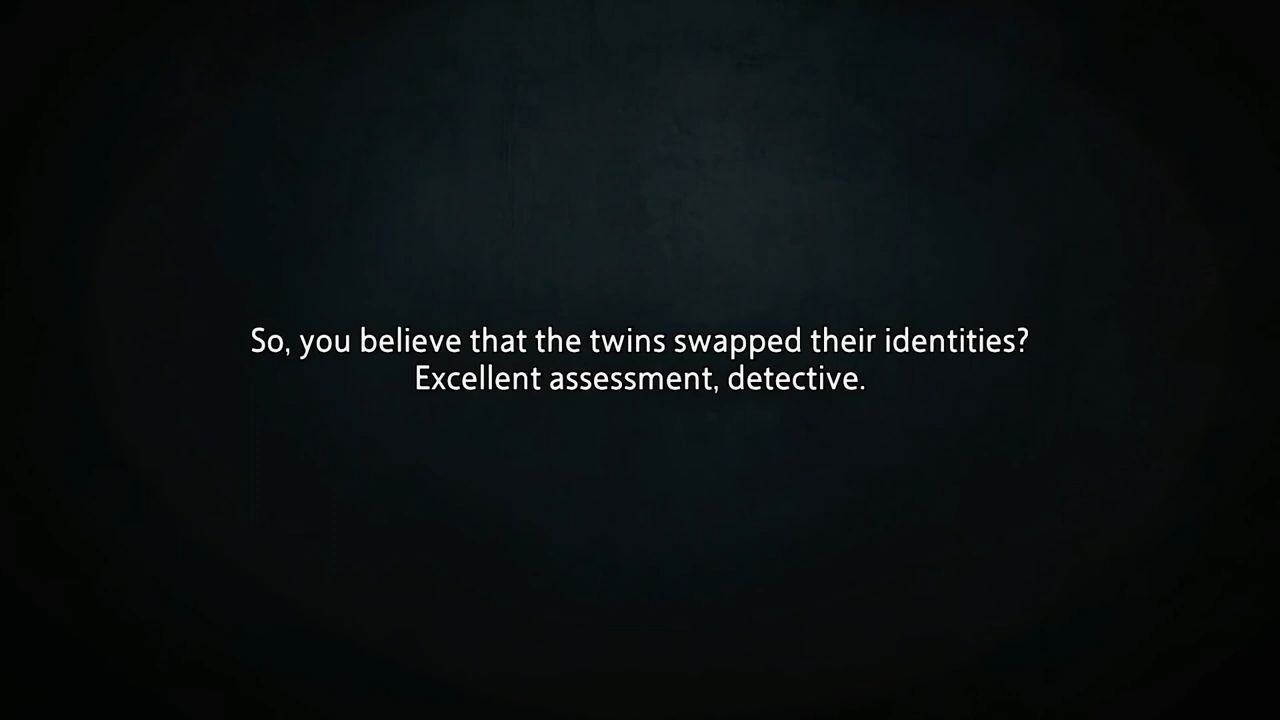 So, you believe that the twins swapped their identities?
Excellent assessment, detective.